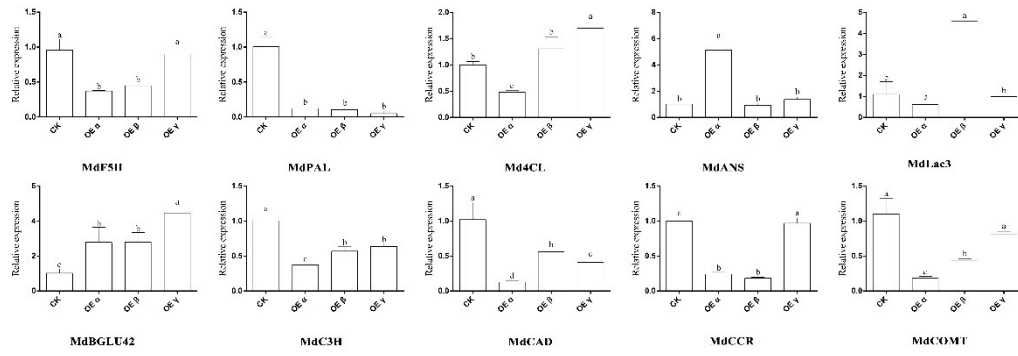 Relative expression
1.5
1.0
0.5
0.0
a
b
b
a
CK
OE α
OE β
OE γ
MdF5H
Relative expression
1.5
1.0
0.5
0.0
a
b
b
b
CK
OE α
OE β
OE γ
MdPAL
Relative expression
2.0
1.5
1.0
0.5
0.0
b
c
b
a
CK
OE α
OE β
OE γ
Md4CL
Relative expression
8
6
4
2
0
b
a
b
b
CK
OE α
OE β
OE γ
MdANS
Relative expression
5
4
3
2
1
0
c
a
b
CK
OE α
OE β
OE γ
MdLac3
Relative expression
6
4
2
0
c
b
b
a
CK
OE α
OE β
OE γ
MdBGLU42
Relative expression
1.5
1.0
0.5
0.0
a
c
b
b
CK
OE α
OE β
OE γ
MdC3H
Relative expression
1.5
1.0
0.5
0.0
a
d
b
c
CK
OE α
OE β
OE γ
MdCAD
Relative expression
1.5
1.0
0.5
0.0
a
b
b
a
CK
OE α
OE β
OE γ
MdCCR
Relative expression
1.5
1.0
0.5
0.0
a
c
b
a
CK
OE α
OE β
OE γ
MdCOMT